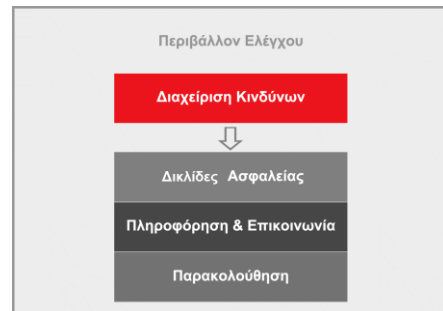 Περιβάλλον Ελέγχου
Διαχείριση Κινδύνων
Δικλίδες Ασφαλείας
Πληροφόρηση & Επικοινωνία
Παρακολούθηση